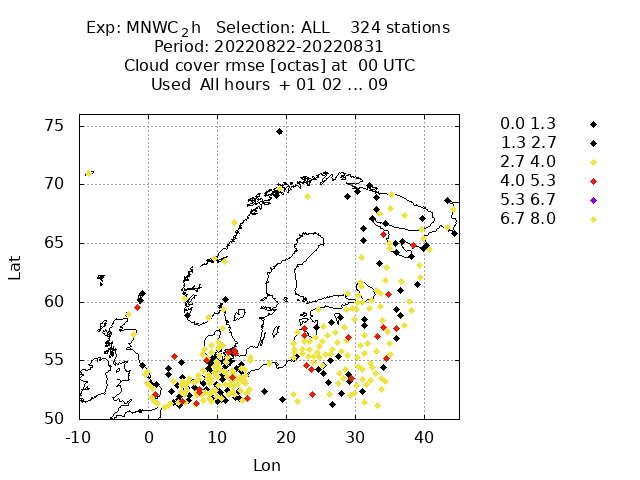 Exp: MNWC_2h   Selection: ALL    324 stations
Period: 20220822-20220831
Cloud cover rmse [octas] at  00 UTC
Used  All hours  + 01 02 ... 09
0.0 1.3
1.3 2.7
2.7 4.0
4.0 5.3
5.3 6.7
6.7 8.0
75
70
65
60
55
50
Lat
-10 0 10 20 30 40
Lon